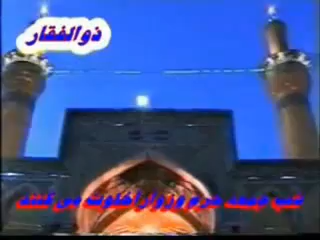 ذوالفقار
شب جمعه حرم و زوار را خلوت می کنند